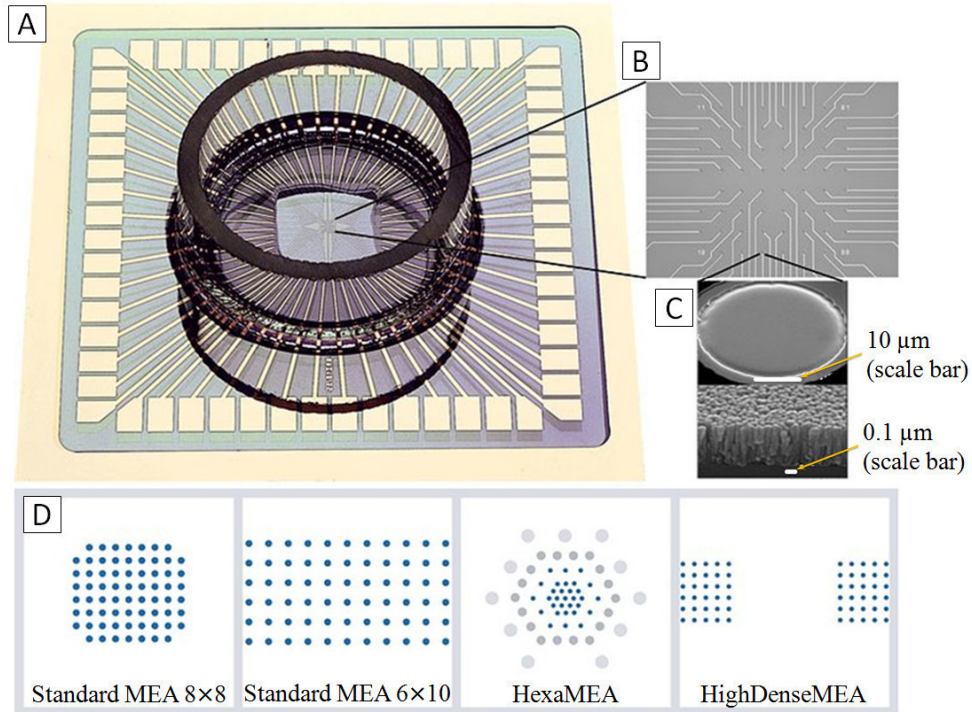 A
B
C
10 µm
(scale bar)
0.1 µm
(scale bar)
D
Standard MEA 8×8
Standard MEA 6×10
HexaMEA
HighDenseMEA